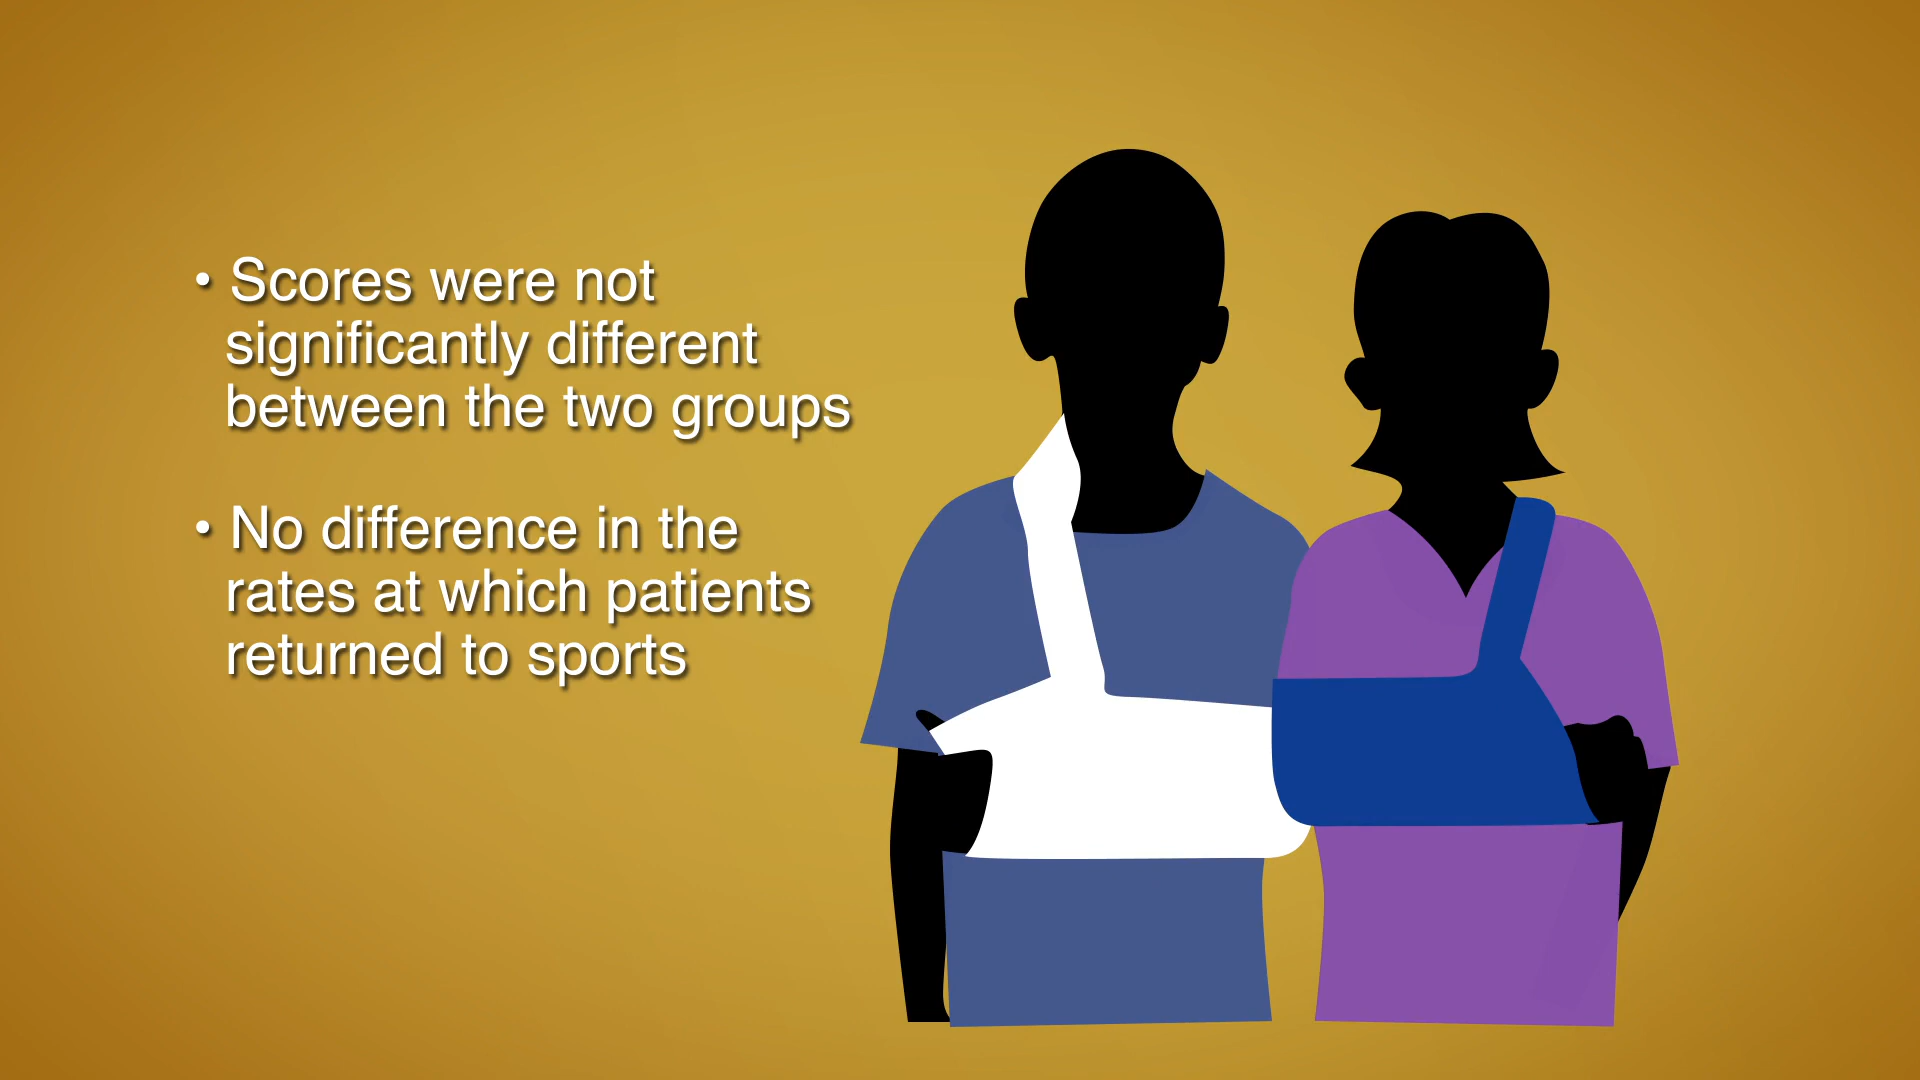 • Scores were not
significantly different
between the two groups
• No difference in the
rates at which patients
returned to sports